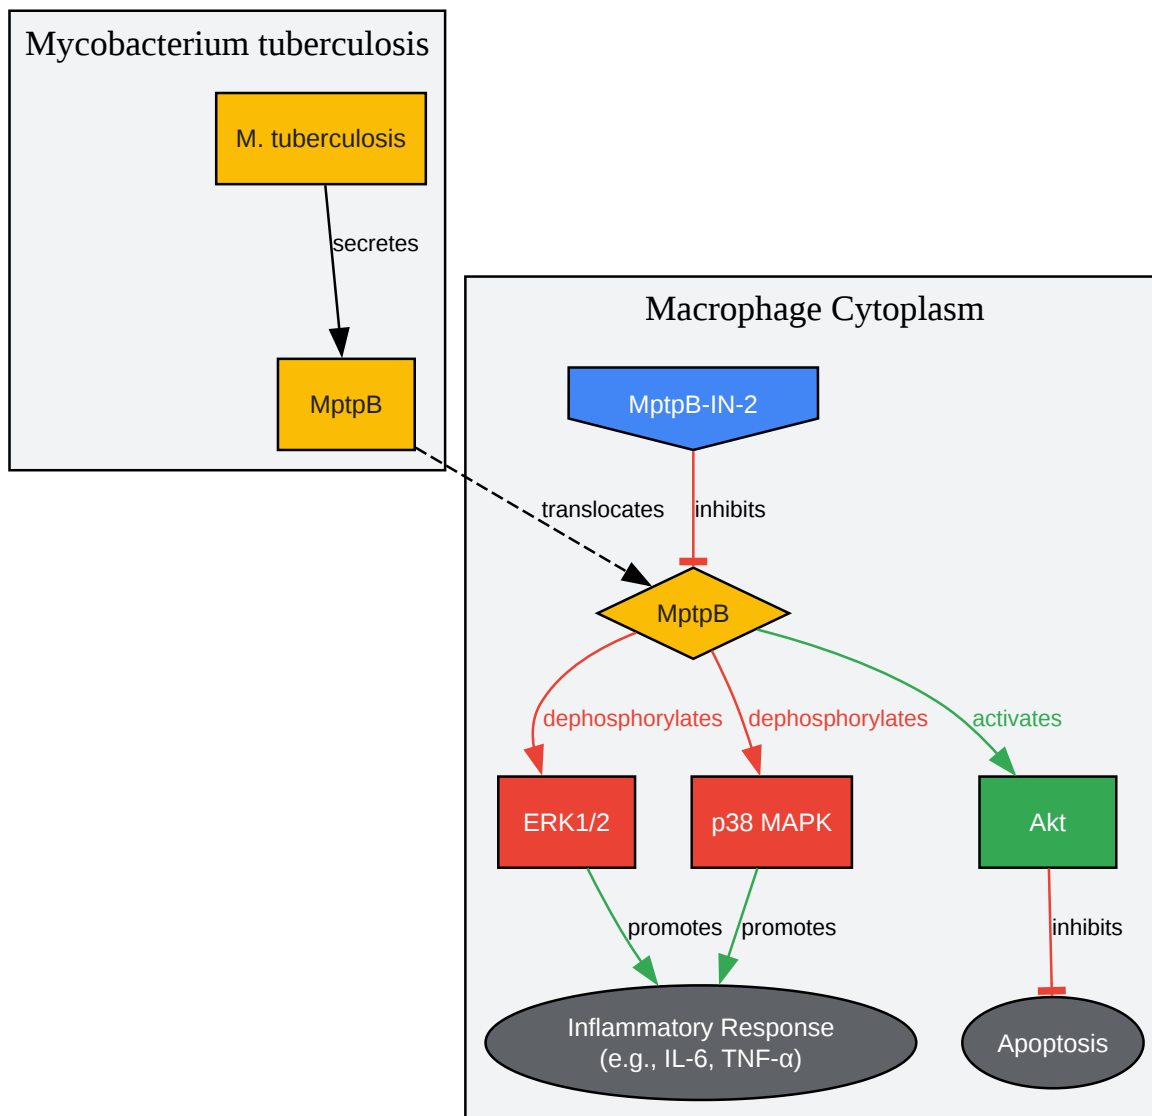 Mycobacterium tuberculosis
M. tuberculosis
secretes
MptpB
Macrophage Cytoplasm
MptpB-IN-2
translocates
inhibits
MptpB
dephosphorylates
dephosphorylates
activates
ERK1/2
p38 MAPK
Akt
promotes
promotes
inhibits
Inflammatory Response
(e.g., IL-6, TNF-α)
Apoptosis